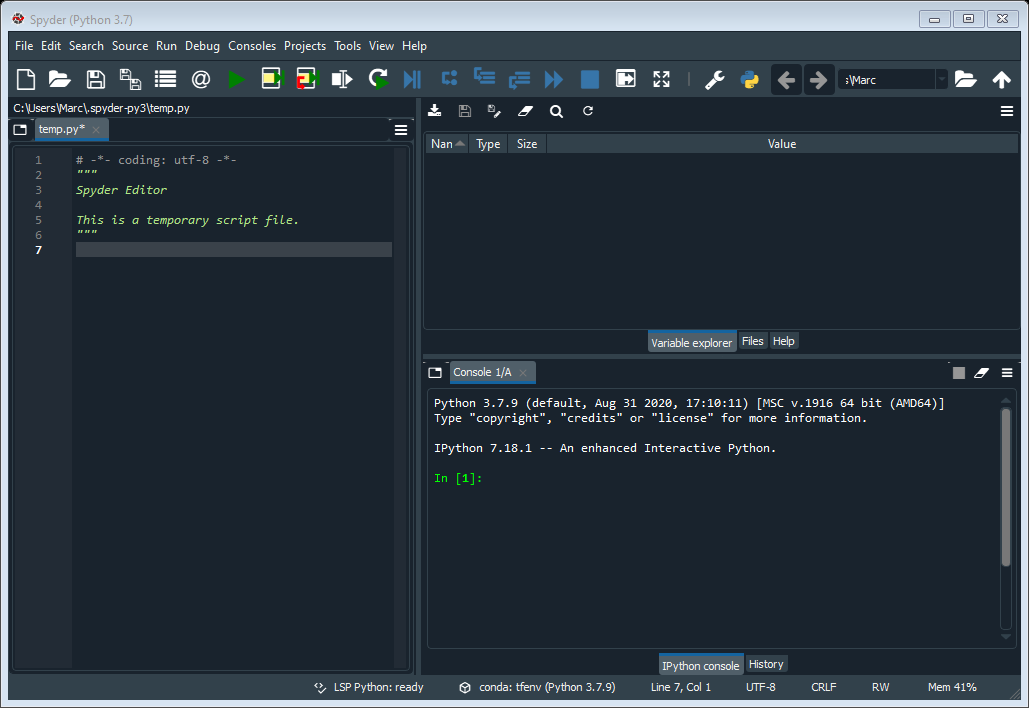 Spyder (Python 3.7)
File Edit Search Source Run Debug Consoles Projects Tools View Help
@
:\Marc
C:\Users\Marc\.spyder-py3\temp.py
temp.py*
1 # -*- coding: utf-8 -*-
2 """
3 Spyder Editor
4
5 This is a temporary script file.
6 """
7
Nan Type Size Value
Variable explorer Files Help
Console 1/A
Python 3.7.9 (default, Aug 31 2020, 17:10:11) [MSC v.1916 64 bit (AMD64)]
Type "copyright", "credits" or "license" for more information.
IPython 7.18.1 -- An enhanced Interactive Python.
In [1]:
IPython console History
LSP Python: ready conda: tfenv (Python 3.7.9) Line 7, Col 1 UTF-8 CRLF RW Mem 41%